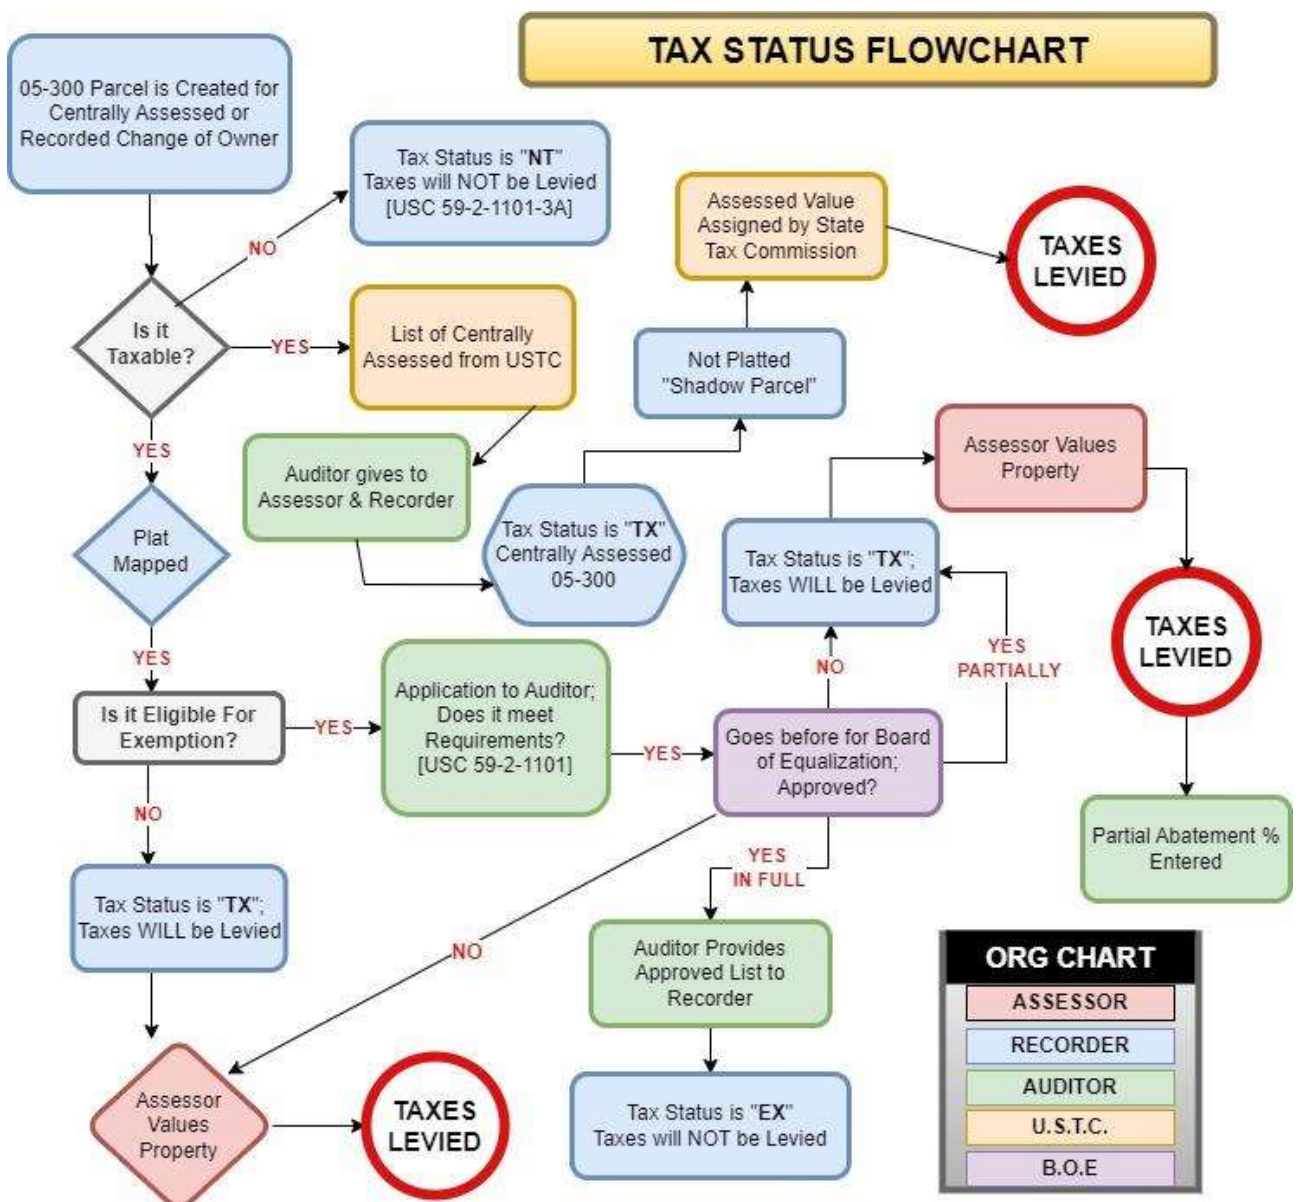 TAX STATUS FLOWCHART
05-300 Parcel is Created for
Centrally Assessed or
Recorded Change of Owner
Tax Status is "NT"
Taxes will NOT be Levied
[USC 59-2-1101-3A]
Assessed Value
Assigned by State
Tax Commission
TAXES
LEVIED
NO
Is it
Taxable?
YES
List of Centrally
Assessed from USTC
Not Platted
"Shadow Parcel"
YES
Auditor gives to
Assessor & Recorder
Assessor Values
Property
Plat
Mapped
Tax Status is "TX"
Centrally Assessed
05-300
Tax Status is "TX";
Taxes WILL be Levied
TAXES
LEVIED
YES
NO
YES
PARTIALLY
Is it Eligible For
Exemption?
YES
Application to Auditor;
Does it meet
Requirements?
[USC 59-2-1101]
YES
Goes before for Board
of Equalization;
Approved?
NO
YES
IN FULL
Partial Abatement %
Entered
Tax Status is "TX";
Taxes WILL be Levied
NO
Auditor Provides
Approved List to
Recorder
Assessor
Values
Property
TAXES
LEVIED
Tax Status is "EX"
Taxes will NOT be Levied
ORG CHART
ASSESSOR
RECORDER
AUDITOR
U.S.T.C.
B.O.E